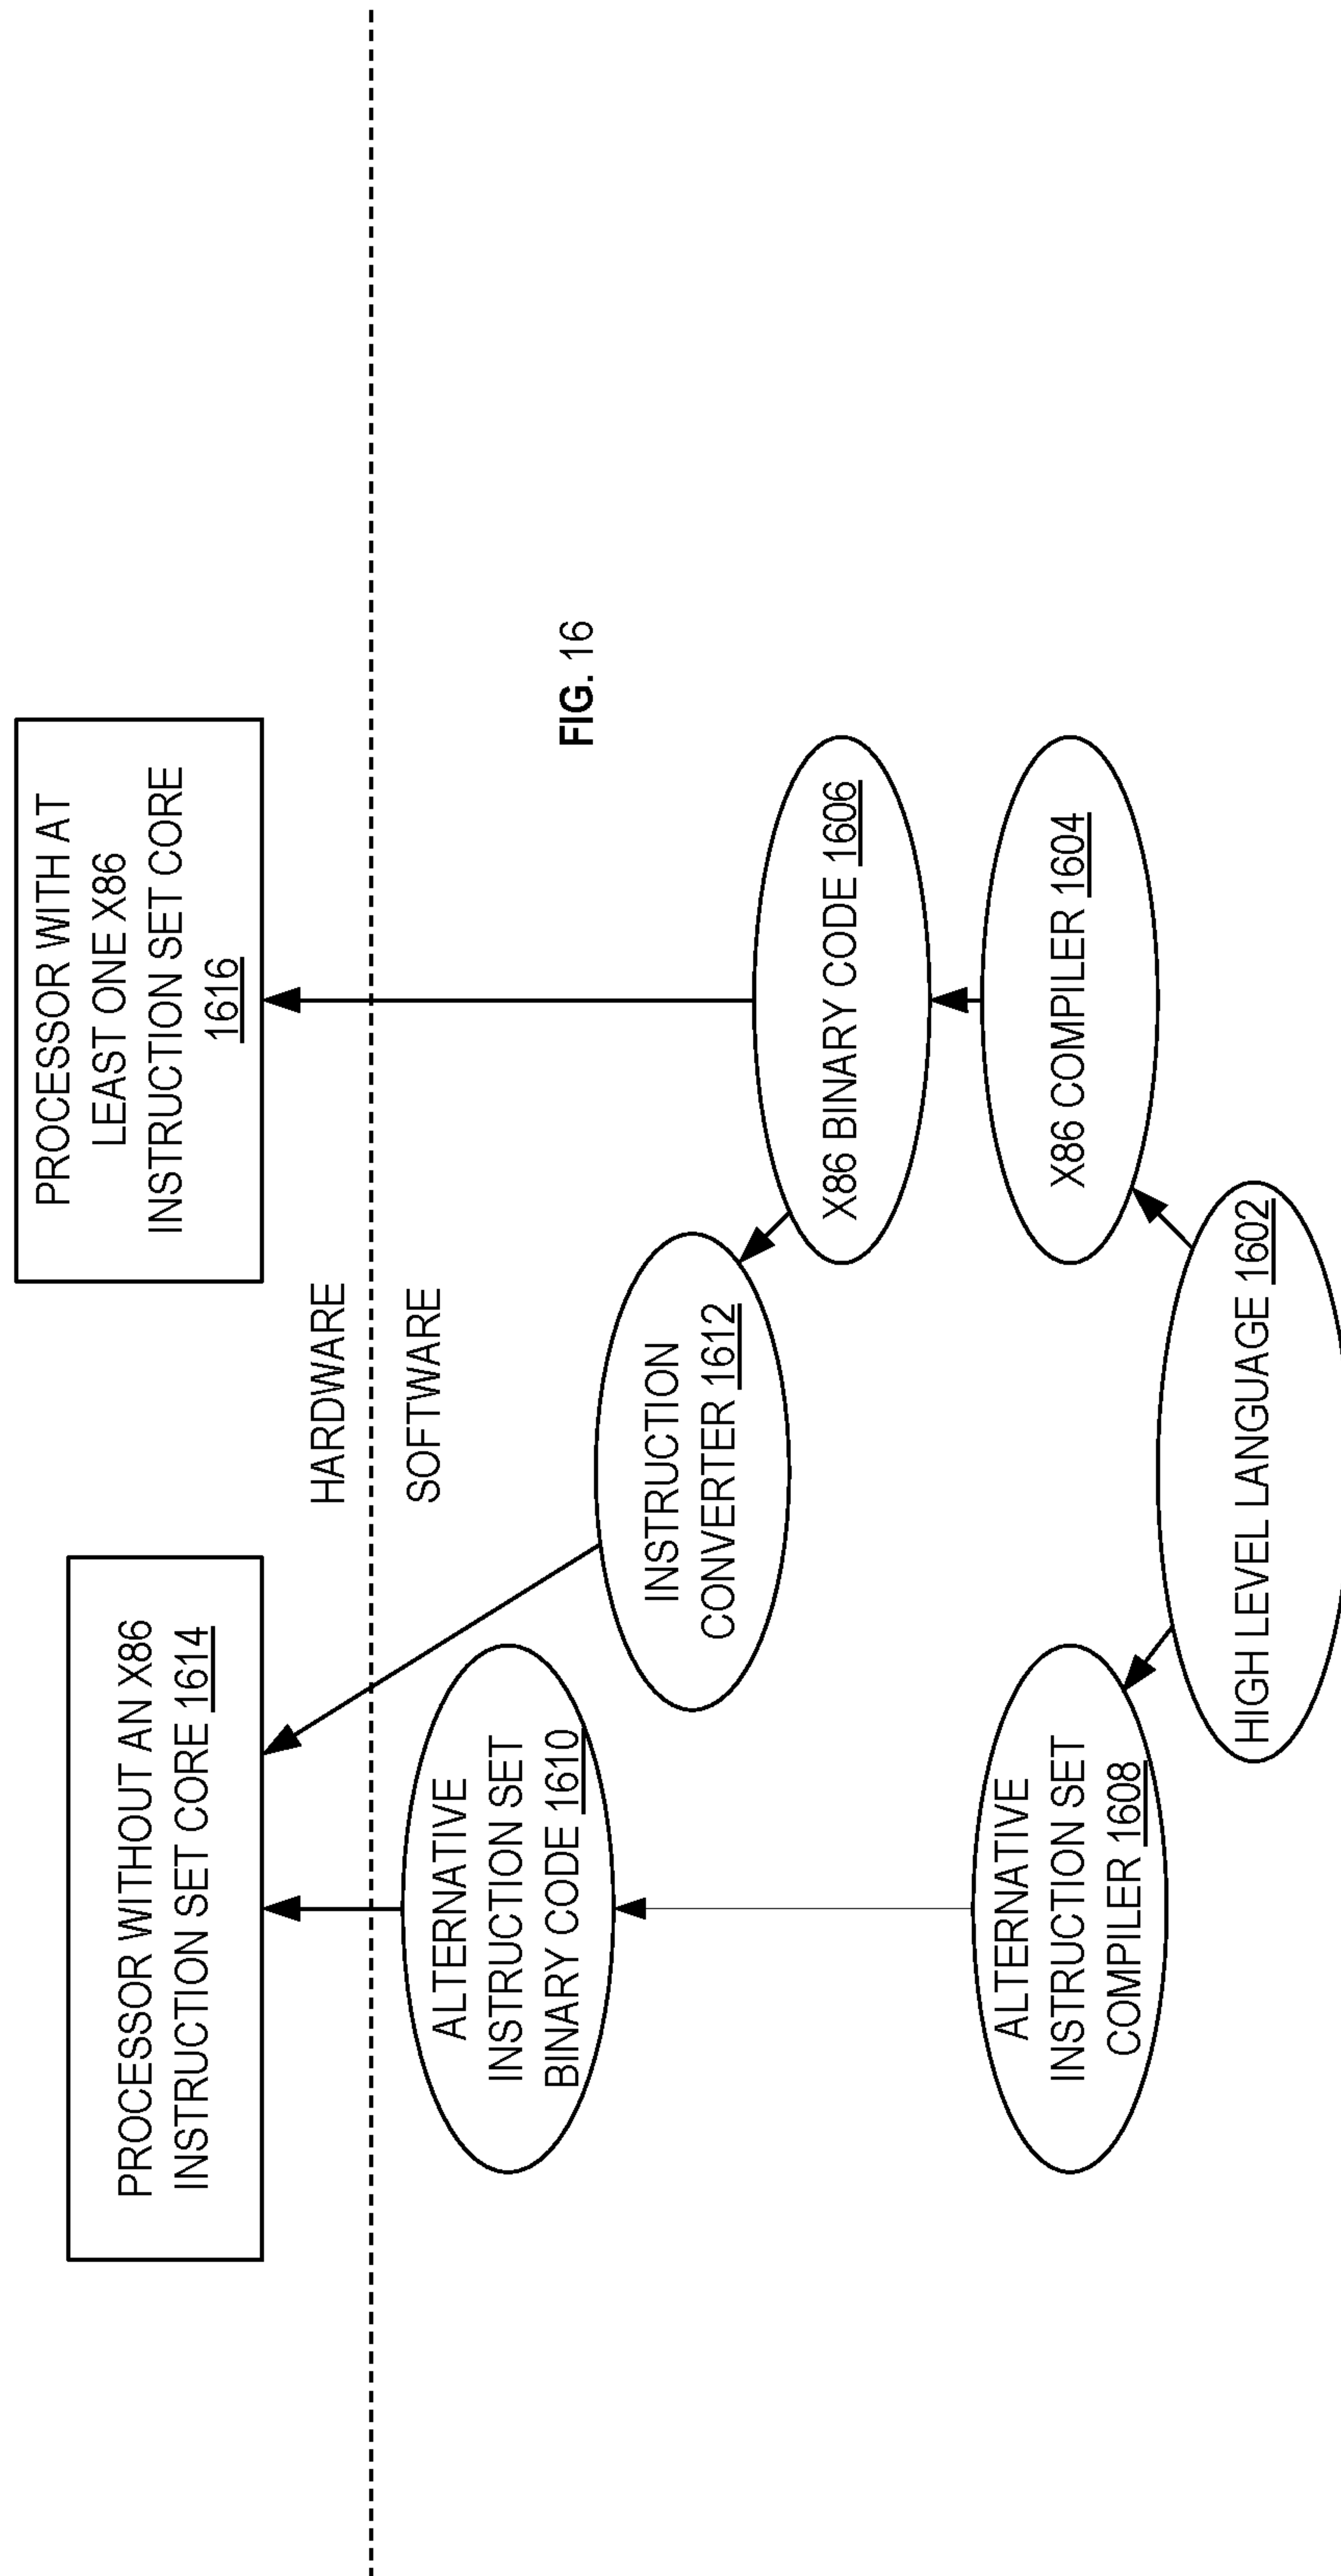 PROCESSOR WITHOUT AN X86
INSTRUCTION SET CORE 1614
PROCESSOR WITH AT
LEAST ONE X86
INSTRUCTION SET CORE
1616
HARDWARE
SOFTWARE
ALTERNATIVE
INSTRUCTION SET
BINARY CODE 1610
FIG. 16
INSTRUCTION
CONVERTER 1612
X86 BINARY CODE 1606
ALTERNATIVE
INSTRUCTION SET
COMPILER 1608
X86 COMPILER 1604
HIGH LEVEL LANGUAGE 1602